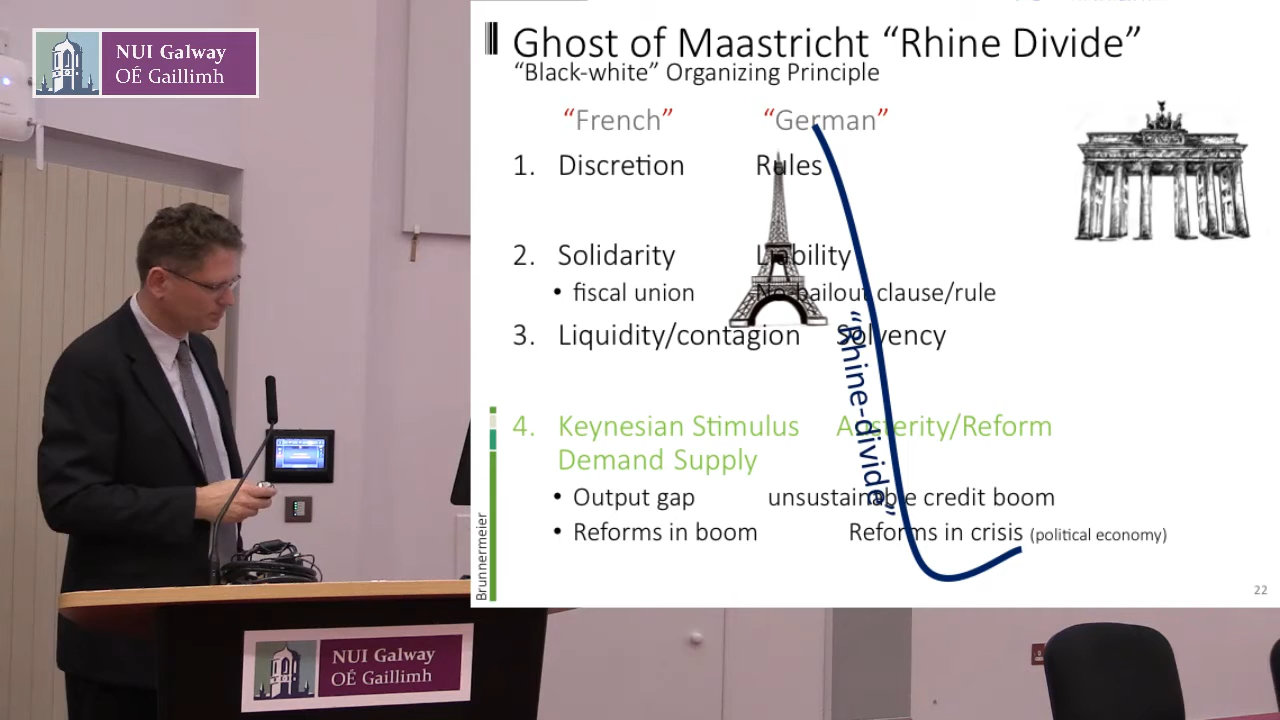 NUI Galway
OÉ Gaillimh
Ghost of Maastricht “Rhine Divide”
“Black-white” Organizing Principle
“French” “German”
1. Discretion Rules
2. Solidarity Liability
• fiscal union No-bailout clause/rule
3. Liquidity/contagion Solvency
“Rhine-divide”
4. Keynesian Stimulus Austerity/Reform
Demand Supply
• Output gap unsustainable credit boom
• Reforms in boom Reforms in crisis (political economy)
Brunnermeier
22
NUI Galway
OÉ Gaillimh